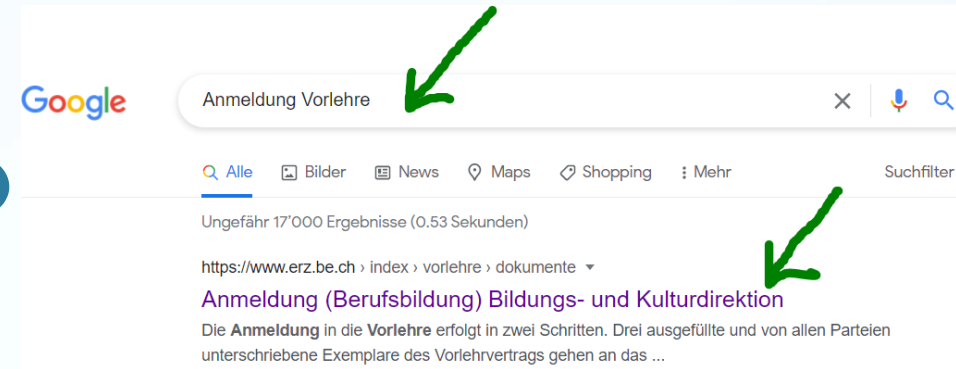 Google
Anmeldung Vorlehre
Alle Bilder News Maps Shopping Mehr Suchfilter
Ungefähr 17’000 Ergebnisse (0.53 Sekunden)
https://www.erz.be.ch › index › vorlehre › dokumente
Anmeldung (Berufsbildung) Bildungs- und Kulturdirektion
Die Anmeldung in die Vorlehre erfolgt in zwei Schritten. Drei ausgefüllte und von allen Parteien
unterschriebene Exemplare des Vorlehrvertrags gehen an das ...